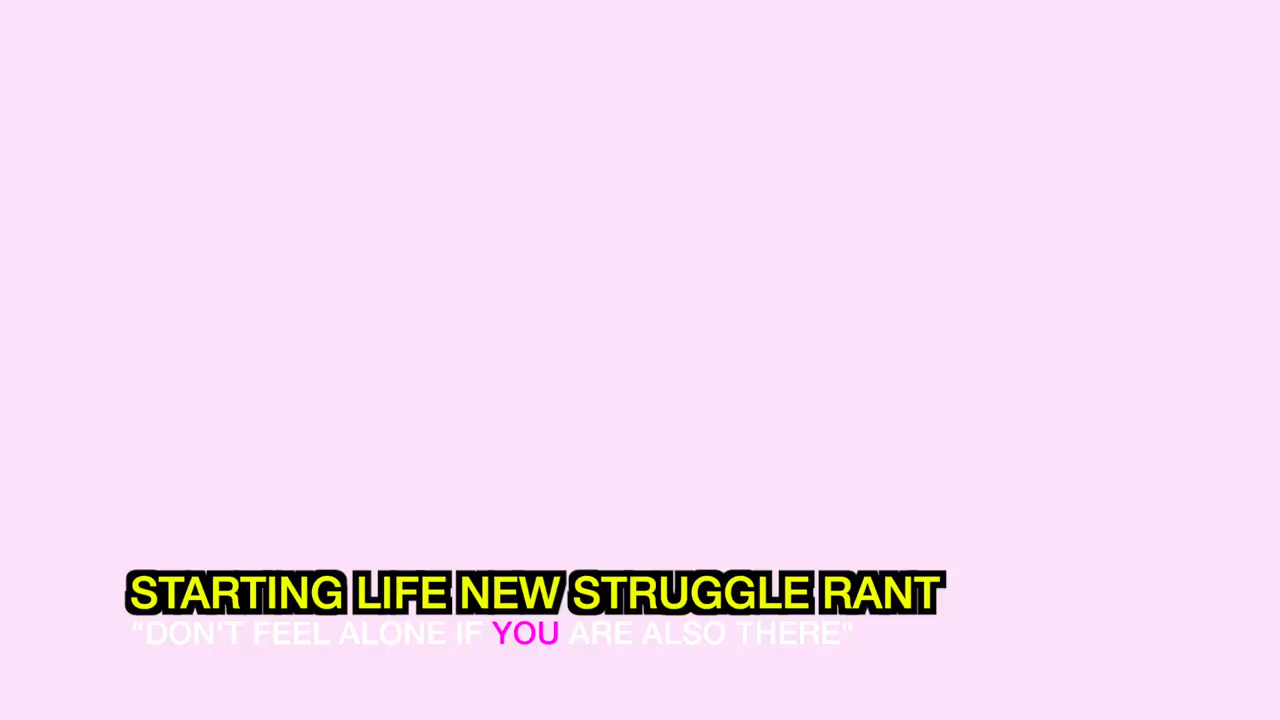 STARTING LIFE NEW STRUGGLE RANT
"DON'T FEEL ALONE IF YOU ARE ALSO THERE"